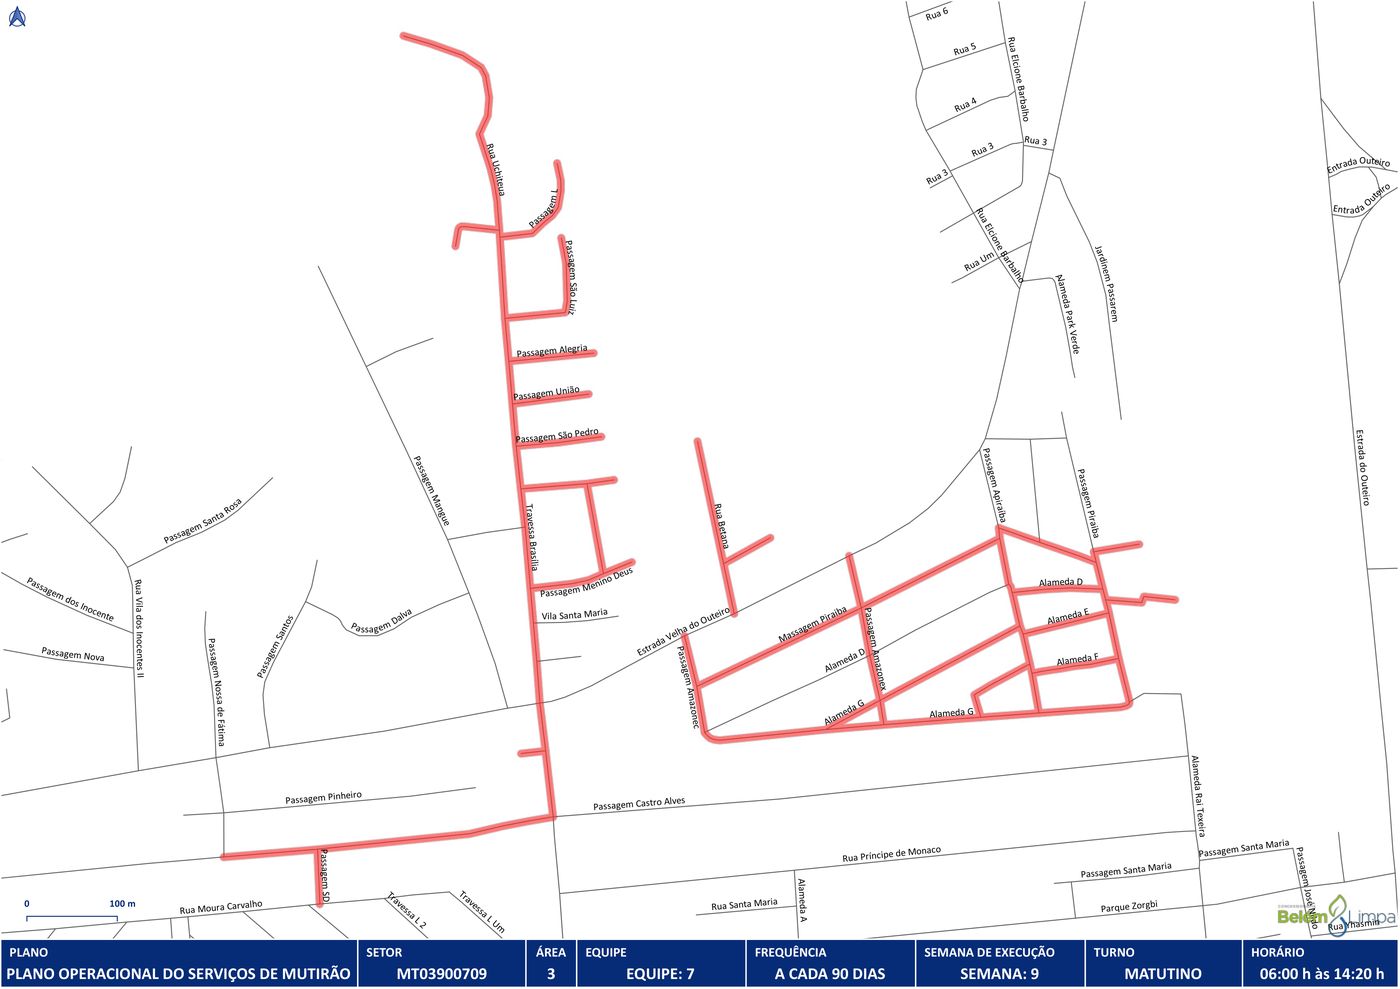 Rua 6
Rua 5
Rua Elcione Barbalho
Rua 4
Rua 3
Rua 3
Rua 3
Entrada Outeiro
Entrada Outeiro
Rua Uchiteua
Passagem T
Passagem São Luiz
Rua Elcione Barbalho
Rua Um
Jardinem Passarem
Alameda Park Verde
Passagem Alegria
Passagem União
Passagem São Pedro
Passagem Mangue
Estrada do Outeiro
Passagem Apiraiba
Passagem Piraiba
Passagem Santa Rosa
Travessa Brasília
Rua Betana
Passagem Menino Deus
Passagem dos Inocente
Rua Vila dos Inocentes II
Alameda D
Vila Santa Maria
Alameda E
Passagem Dalva
Passagem Santos
Estrada Velha do Outeiro
Massagem Piraiba
Passagem Amazonex
Passagem Nova
Passagem Nossa de Fátima
Passagem Amazonec
Alameda D
Alameda F
Alameda G
Alameda G
Passagem Pinheiro
Passagem Castro Alves
Alameda Rai Texeira
Rua Principe de Monaco
Passagem Santa Maria
Passagem SD
Passagem Santa Maria
Alameda A
Passagem José Nilão
0 100 m
Rua Moura Carvalho
Travessa L 2
Travessa L Um
Rua Santa Maria
Parque Zorgbi
Belém Limpa
Rua Yhasmin
PLANO
PLANO OPERACIONAL DO SERVIÇOS DE MUTIRÃO
SETOR
MT03900709
ÁREA
3
EQUIPE
EQUIPE: 7
FREQUÊNCIA
A CADA 90 DIAS
SEMANA DE EXECUÇÃO
SEMANA: 9
TURNO
MATUTINO
HORÁRIO
06:00 h às 14:20 h